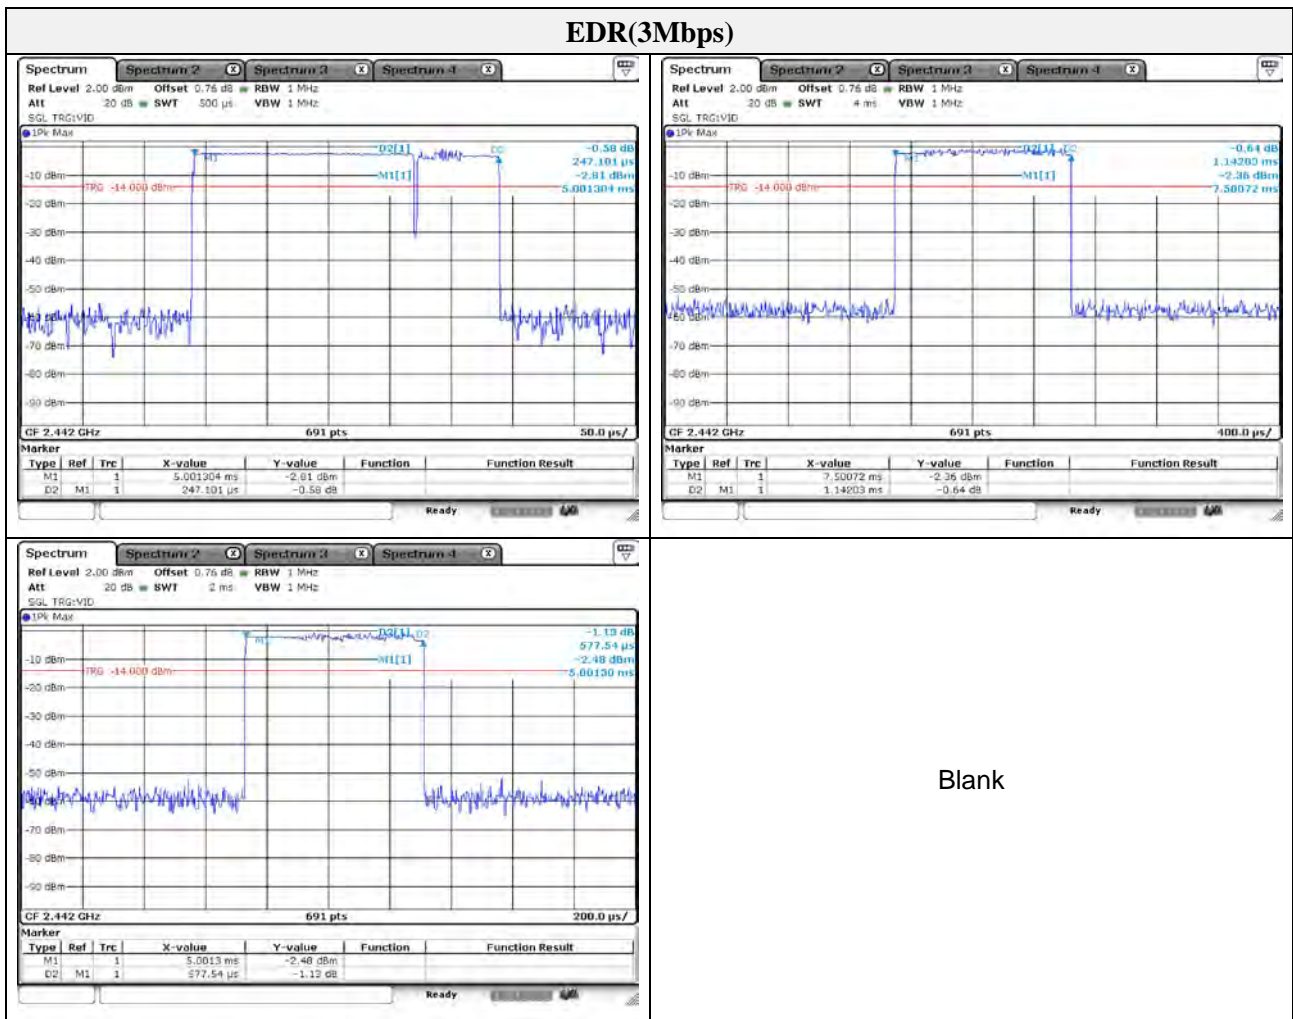 EDR(3Mbps)
Spectrum Spectrum 2 Spectrum 3 Spectrum 4
Ref Level 2.00 dBm Offset 0.76 dB RBW 1 MHz
Att 20 dB SWT 500 µs VBW 1 MHz
SGL TRG:VID
1Pk Max
D2[1] -0.58 dB
247.101 µs
M1[1] -2.81 dBm
5.001304 ms
M1
D2
-10 dBm
TRG -14.000 dBm
-20 dBm
-30 dBm
-40 dBm
-50 dBm
-70 dBm
-80 dBm
-90 dBm
CF 2.442 GHz 691 pts 50.0 µs/
Marker
Type Ref Trc X-value Y-value Function Function Result
M1 1 5.001304 ms -2.81 dBm
D2 M1 1 247.101 µs -0.58 dB
Ready
Spectrum Spectrum 2 Spectrum 3 Spectrum 4
Ref Level 2.00 dBm Offset 0.76 dB RBW 1 MHz
Att 20 dB SWT 4 ms VBW 1 MHz
SGL TRG:VID
1Pk Max
D2[1] -0.64 dB
1.14203 ms
M1[1] -2.36 dBm
7.50072 ms
M1
D2
-10 dBm
TRG -14.000 dBm
-20 dBm
-30 dBm
-40 dBm
-50 dBm
-60 dBm
-70 dBm
-80 dBm
-90 dBm
CF 2.442 GHz 691 pts 400.0 µs/
Marker
Type Ref Trc X-value Y-value Function Function Result
M1 1 7.50072 ms -2.36 dBm
D2 M1 1 1.14203 ms -0.64 dB
Ready
Spectrum Spectrum 2 Spectrum 3 Spectrum 4
Ref Level 2.00 dBm Offset 0.76 dB RBW 1 MHz
Att 20 dB SWT 2 ms VBW 1 MHz
SGL TRG:VID
1Pk Max
D2[1] -1.13 dB
577.54 µs
M1[1] -2.48 dBm
5.00130 ms
M1
D2
-10 dBm
TRG -14.000 dBm
-20 dBm
-30 dBm
-40 dBm
-50 dBm
-70 dBm
-80 dBm
-90 dBm
CF 2.442 GHz 691 pts 200.0 µs/
Marker
Type Ref Trc X-value Y-value Function Function Result
M1 1 5.0013 ms -2.48 dBm
D2 M1 1 577.54 µs -1.13 dB
Ready
Blank